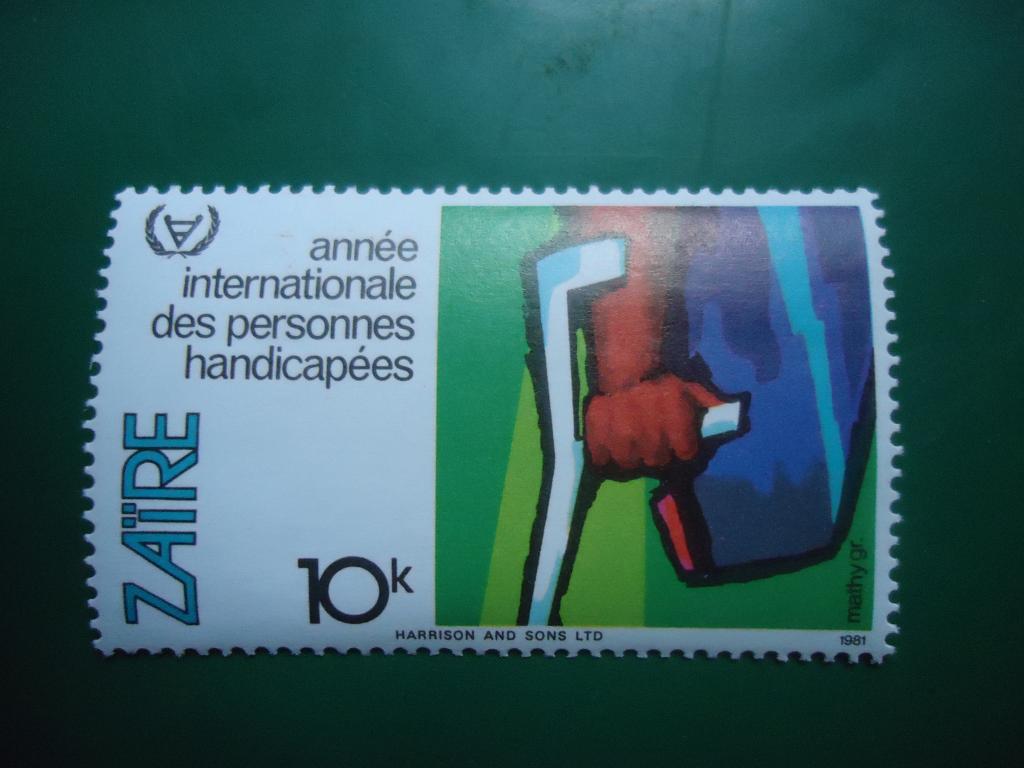 année
internationale
des personnes
handicapées
ZAÏRE
10k
HARRISON AND SONS LTD
mathy gr.
1981